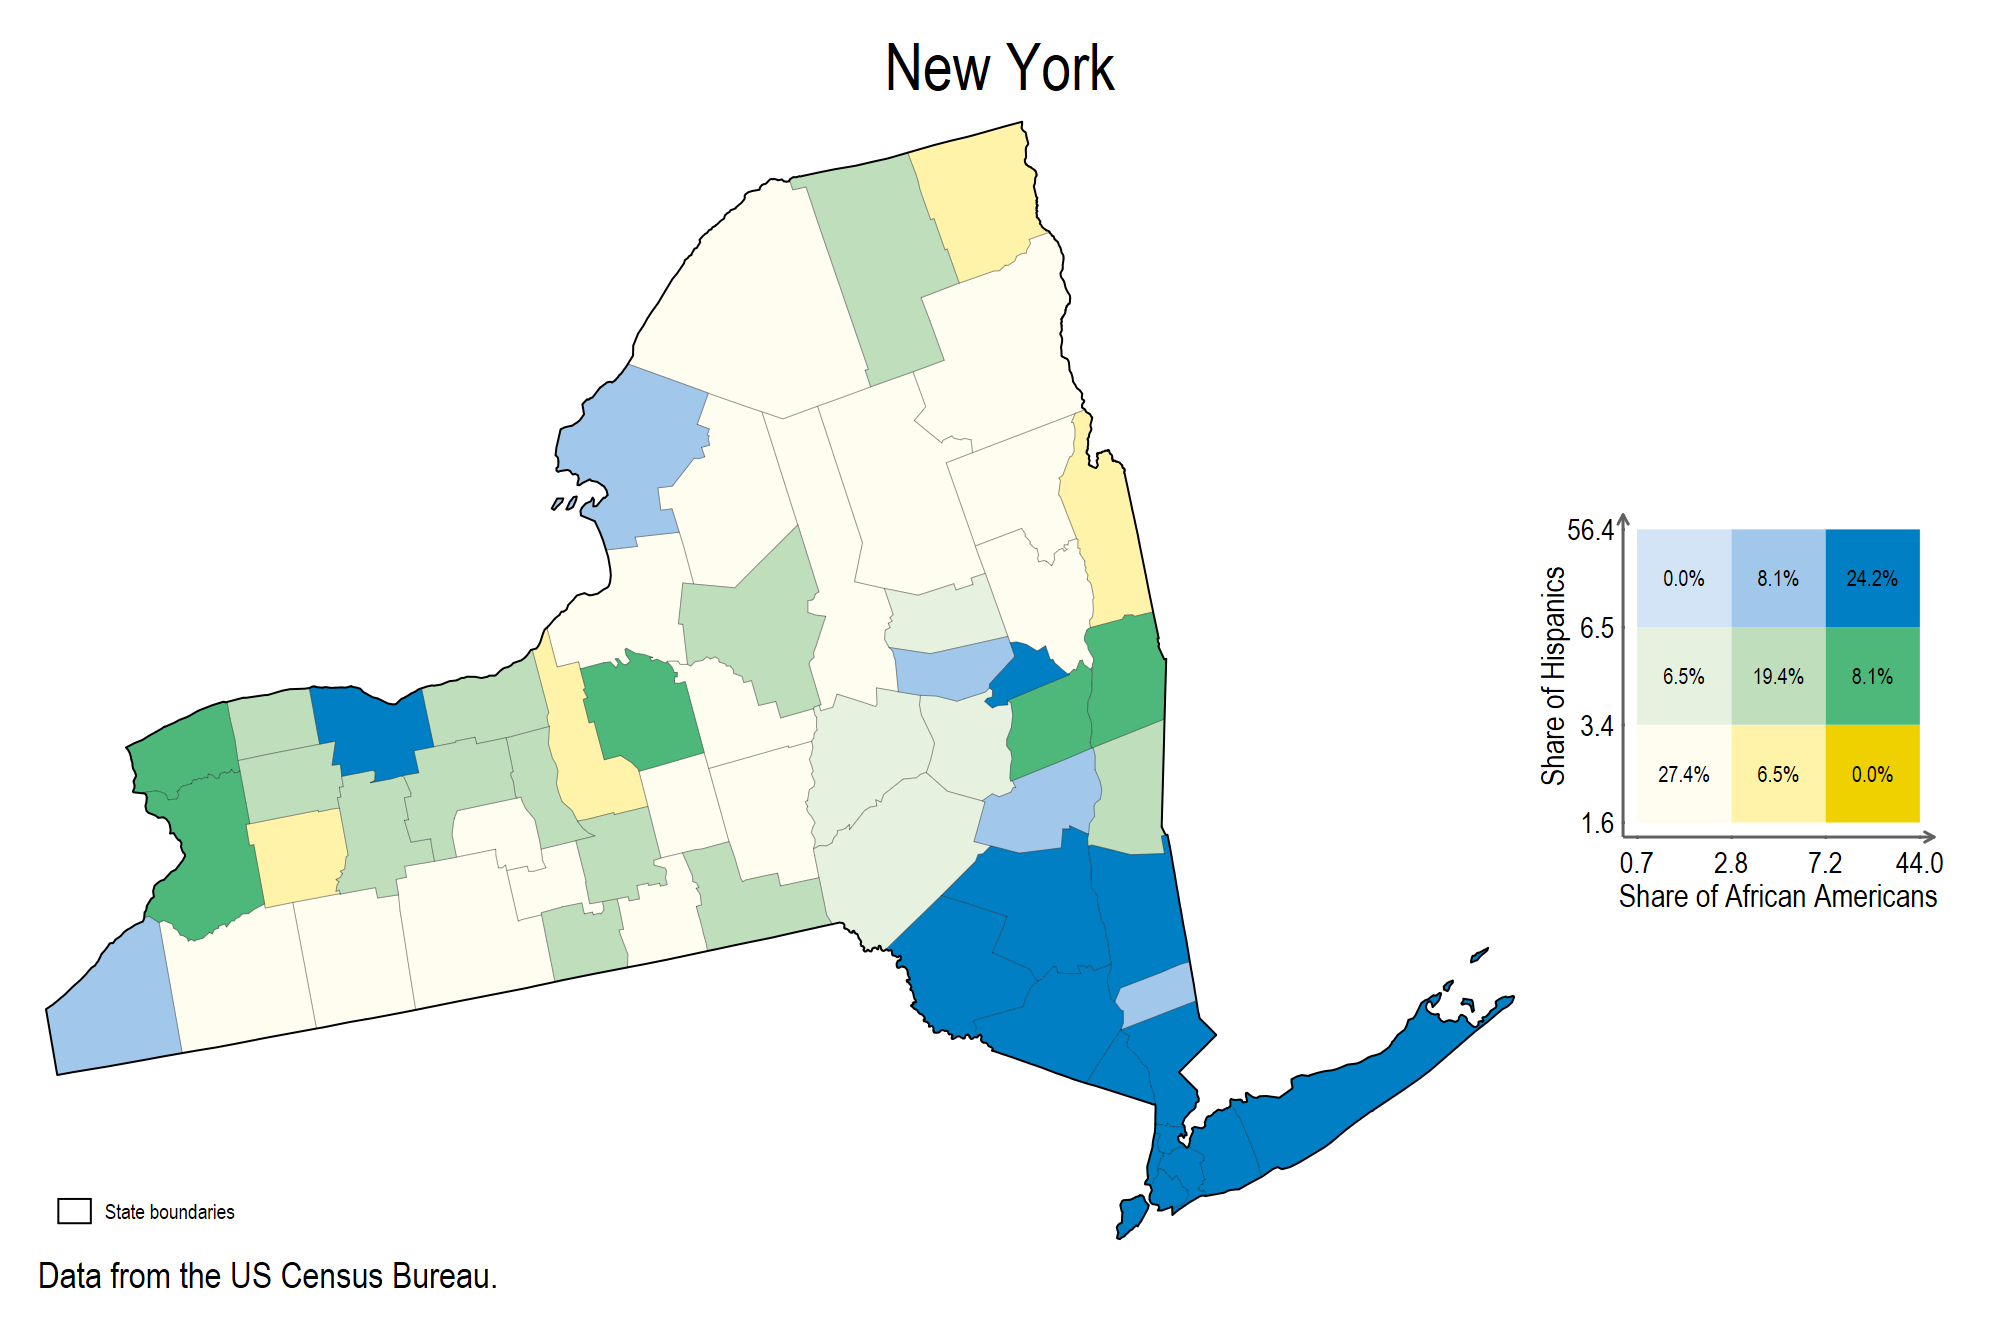 New York
56.4
0.0% 8.1% 24.2%
6.5
6.5% 19.4% 8.1%
3.4
27.4% 6.5% 0.0%
1.6
Share of Hispanics
0.7 2.8 7.2 44.0
Share of African Americans
State boundaries
Data from the US Census Bureau.